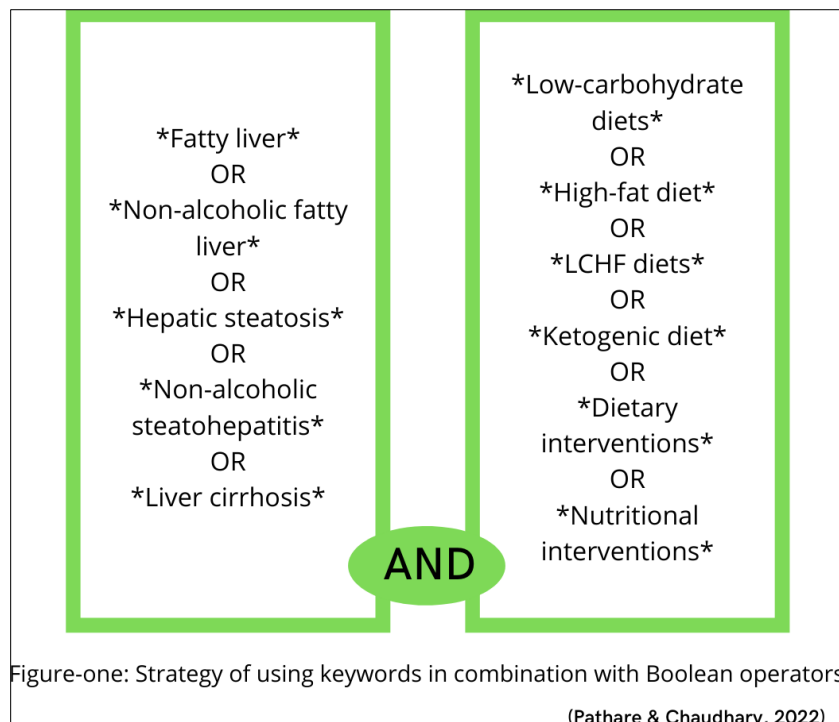 *Fatty liver*
OR
*Non-alcoholic fatty
liver*
OR
*Hepatic steatosis*
OR
*Non-alcoholic
steatohepatitis*
OR
*Liver cirrhosis*
AND
*Low-carbohydrate
diets*
OR
*High-fat diet*
OR
*LCHF diets*
OR
*Ketogenic diet*
OR
*Dietary
interventions*
OR
*Nutritional
interventions*
Figure-one: Strategy of using keywords in combination with Boolean operators
(Pathare & Chaudhary, 2022)